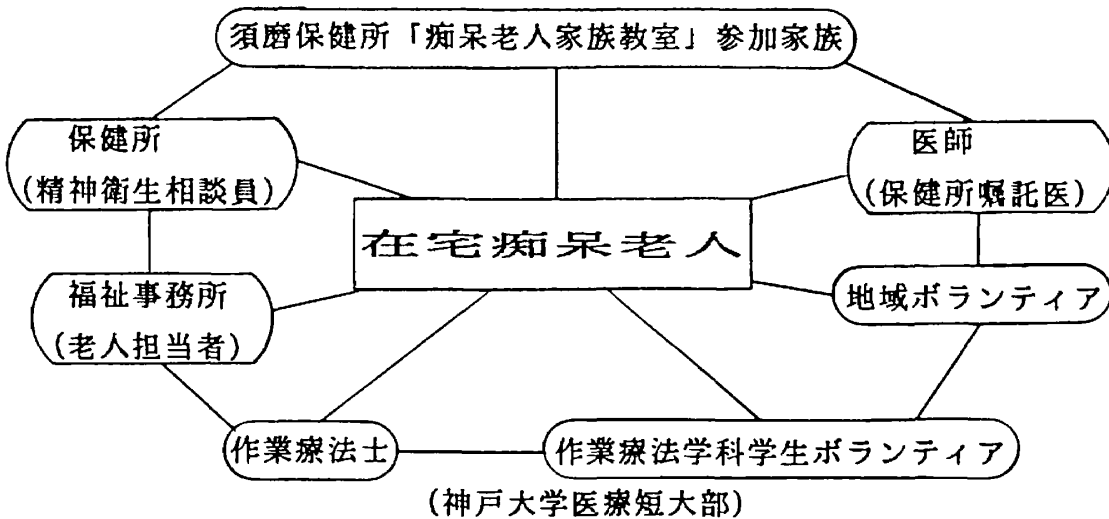 須磨保健所「痴呆老人家族教室」参加家族
保健所
(精神衛生相談員)
医師
(保健所嘱託医)
在宅痴呆老人
福祉事務所
(老人担当者)
地域ボランティア
作業療法士
作業療法学科学生ボランティア
(神戸大学医療短大部)